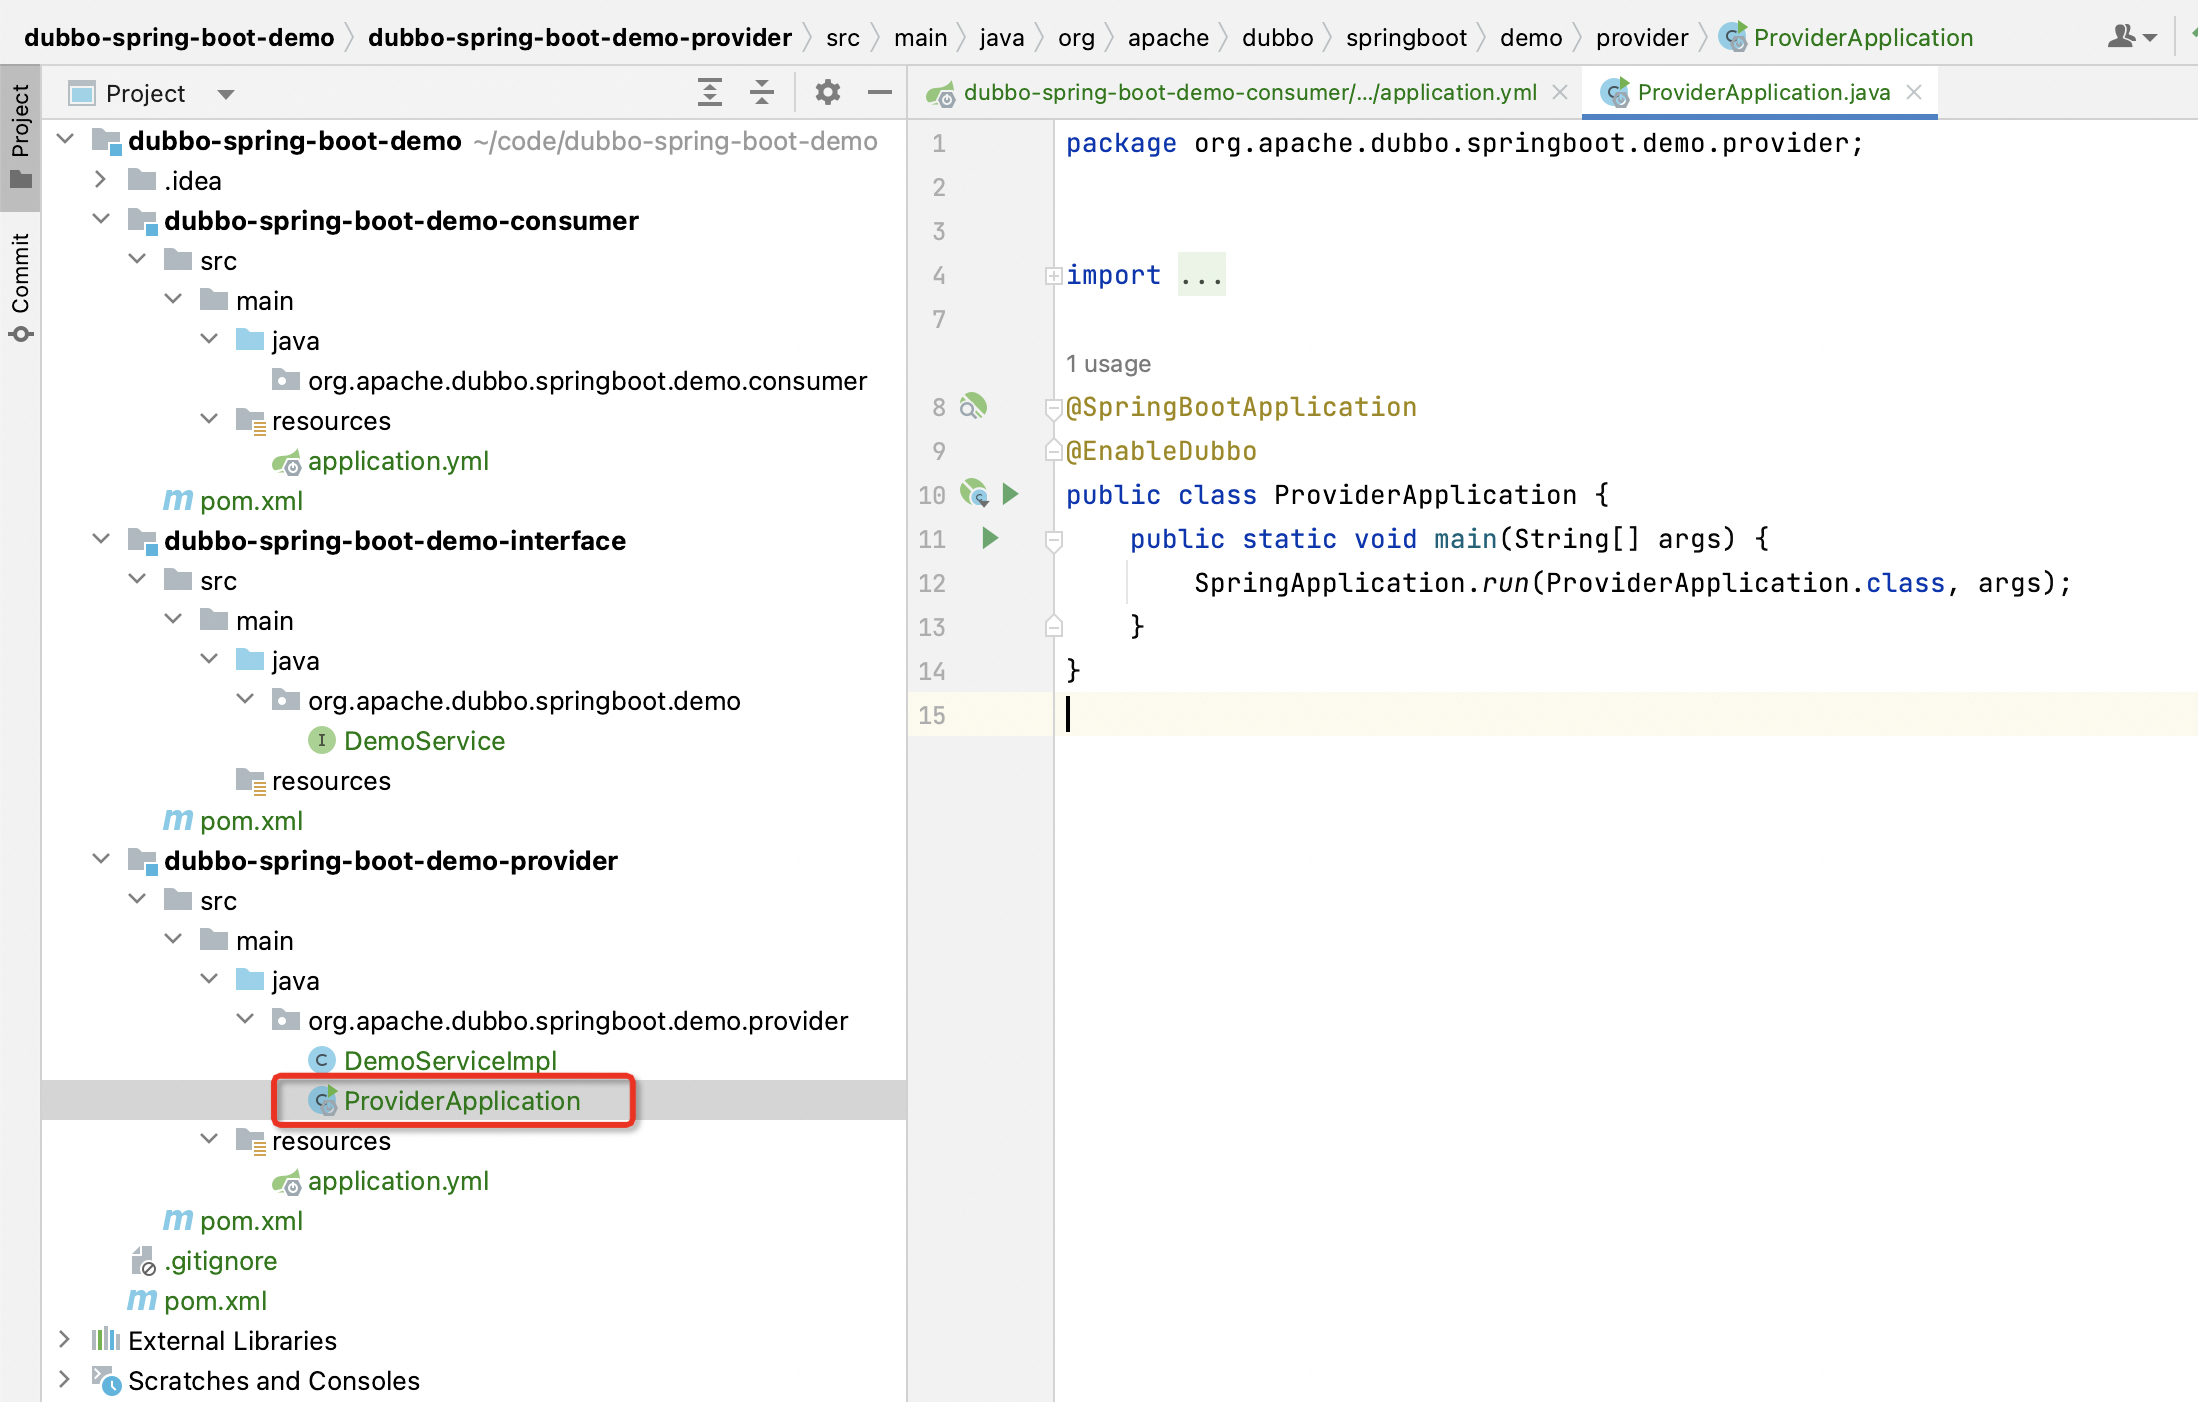 dubbo-spring-boot-demo dubbo-spring-boot-demo-provider src main java org apache dubbo springboot demo provider ProviderApplication
Project
Commit
Project
dubbo-spring-boot-demo ~/code/dubbo-spring-boot-demo
.idea
dubbo-spring-boot-demo-consumer
src
main
java
org.apache.dubbo.springboot.demo.consumer
resources
application.yml
pom.xml
dubbo-spring-boot-demo-interface
src
main
java
org.apache.dubbo.springboot.demo
DemoService
resources
pom.xml
dubbo-spring-boot-demo-provider
src
main
java
org.apache.dubbo.springboot.demo.provider
DemoServiceImpl
ProviderApplication
resources
application.yml
pom.xml
.gitignore
pom.xml
External Libraries
Scratches and Consoles
dubbo-spring-boot-demo-consumer/.../application.yml ProviderApplication.java
1 package org.apache.dubbo.springboot.demo.provider;
2
3
4 import ...
7
1 usage
8 @SpringBootApplication
9 @EnableDubbo
10 public class ProviderApplication {
11 public static void main(String[] args) {
12 SpringApplication.run(ProviderApplication.class, args);
13 }
14 }
15